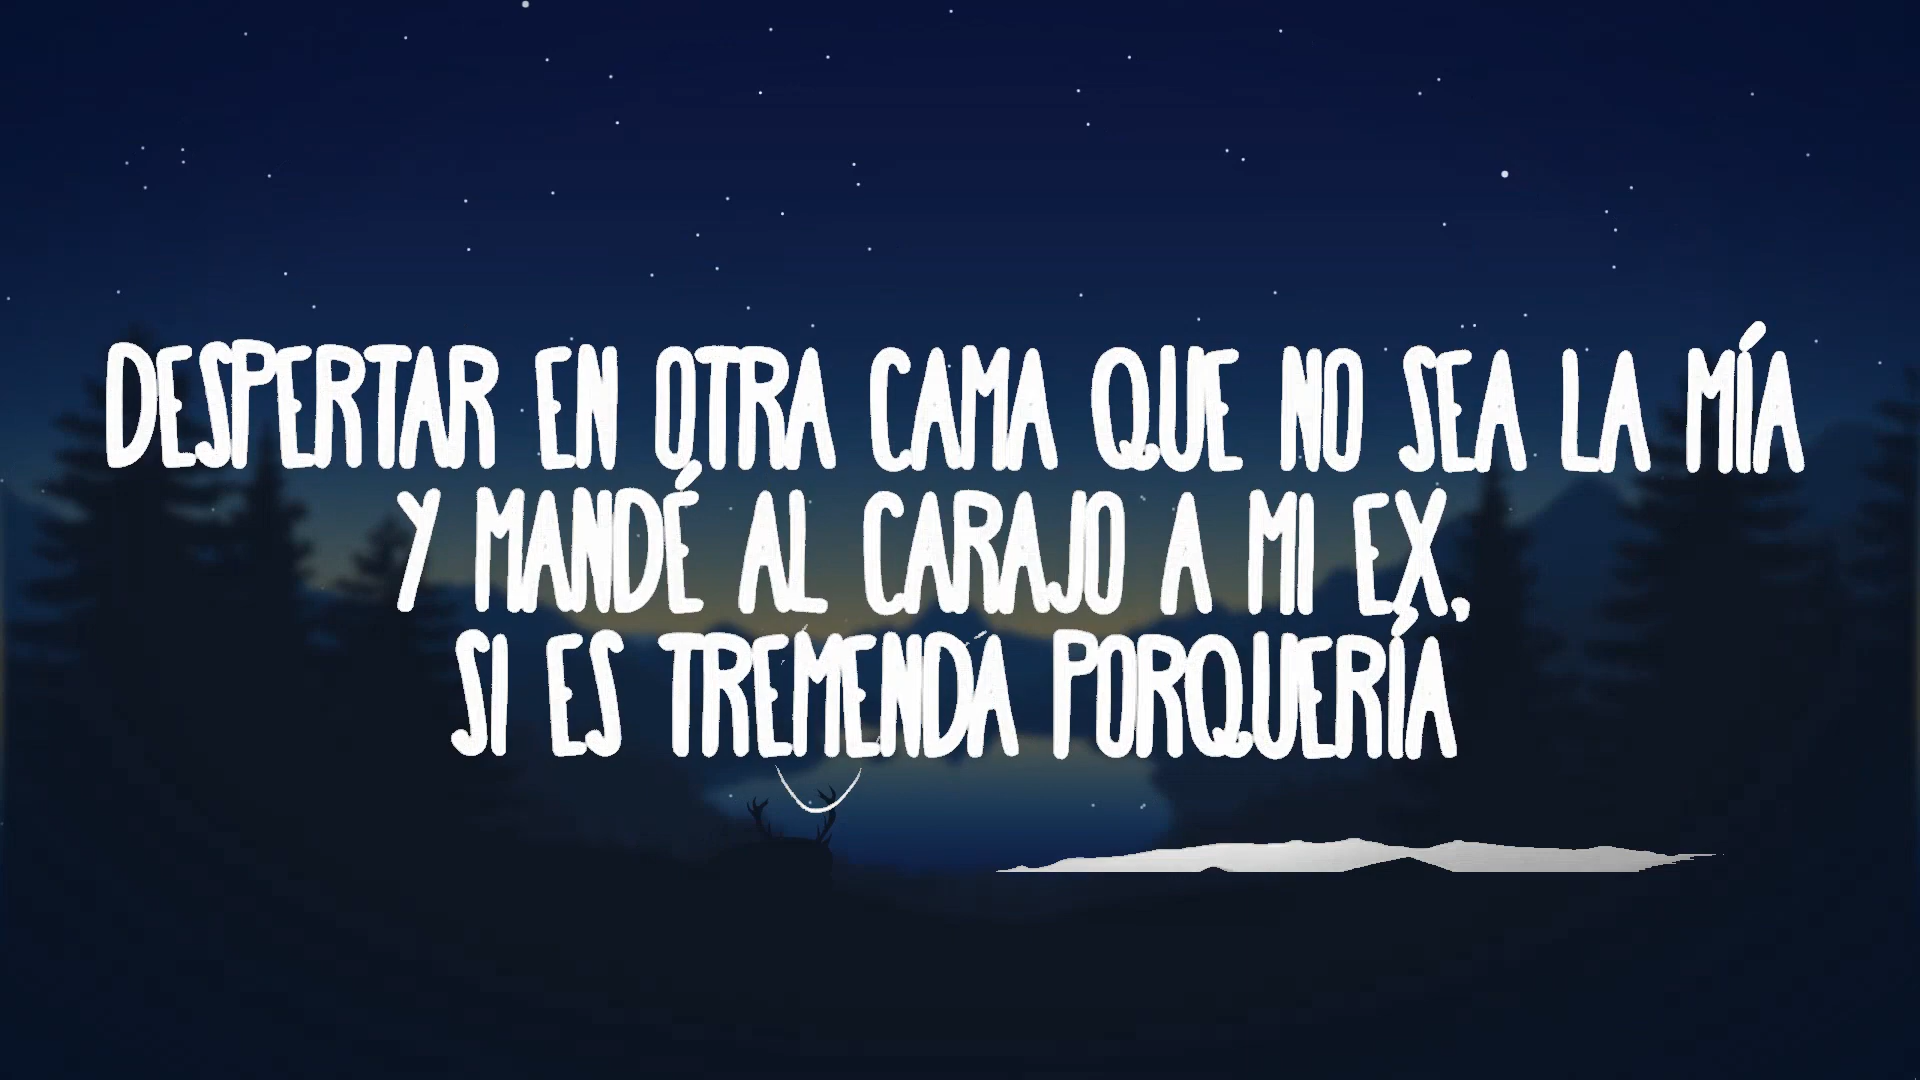 DESPERTAR EN OTRA CAMA QUE NO SEA LA MÍA
Y MANDÉ AL CARAJO A MI EX,
SI ES TREMENDA PORQUERÍA